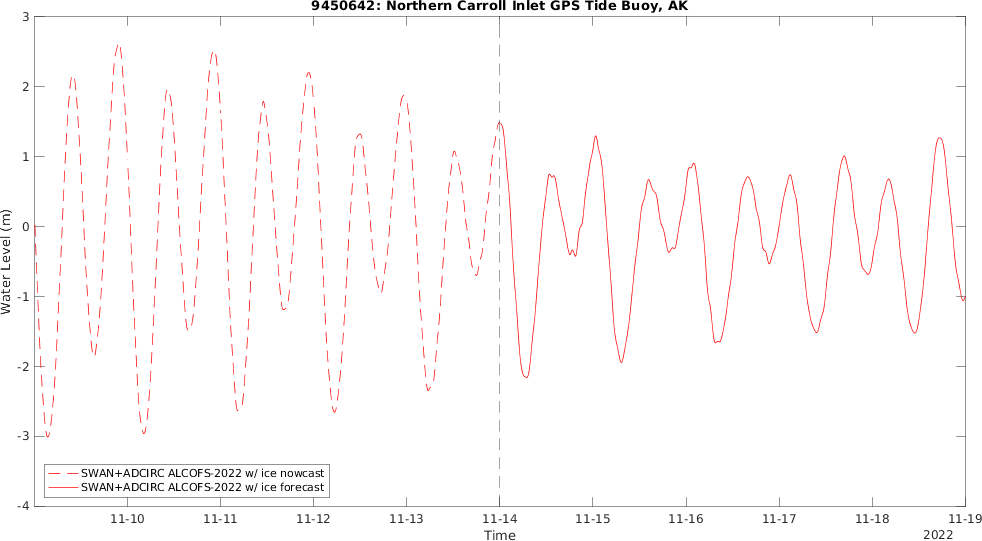 9450642: Northern Carroll Inlet GPS Tide Buoy, AK
3
2
1
0
-1
-2
-3
-4
Water Level (m)
SWAN+ADCIRC ALCOFS-2022 w/ ice nowcast
SWAN+ADCIRC ALCOFS-2022 w/ ice forecast
11-10 11-11 11-12 11-13 11-14 11-15 11-16 11-17 11-18 11-19
Time
2022